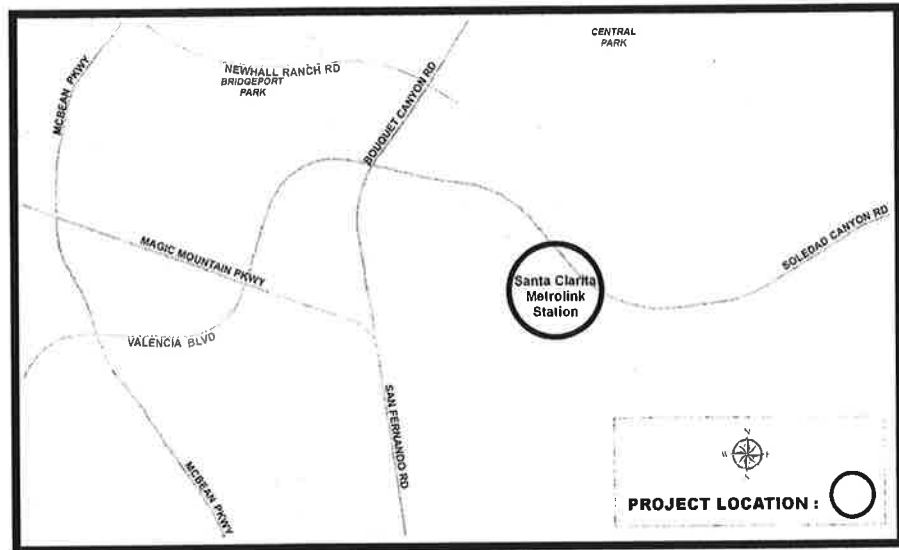 CENTRAL
PARK
NEWHALL RANCH RD
BRIDGEPORT
PARK
MCBEAN PKWY
BOUQUET CANYON RD
SOLEDAD CANYON RD
MAGIC MOUNTAIN PKWY
Santa Clarita
Metrolink
Station
VALENCIA BLVD
SAN FERNANDO RD
MCBEAN PKWY
PROJECT LOCATION :